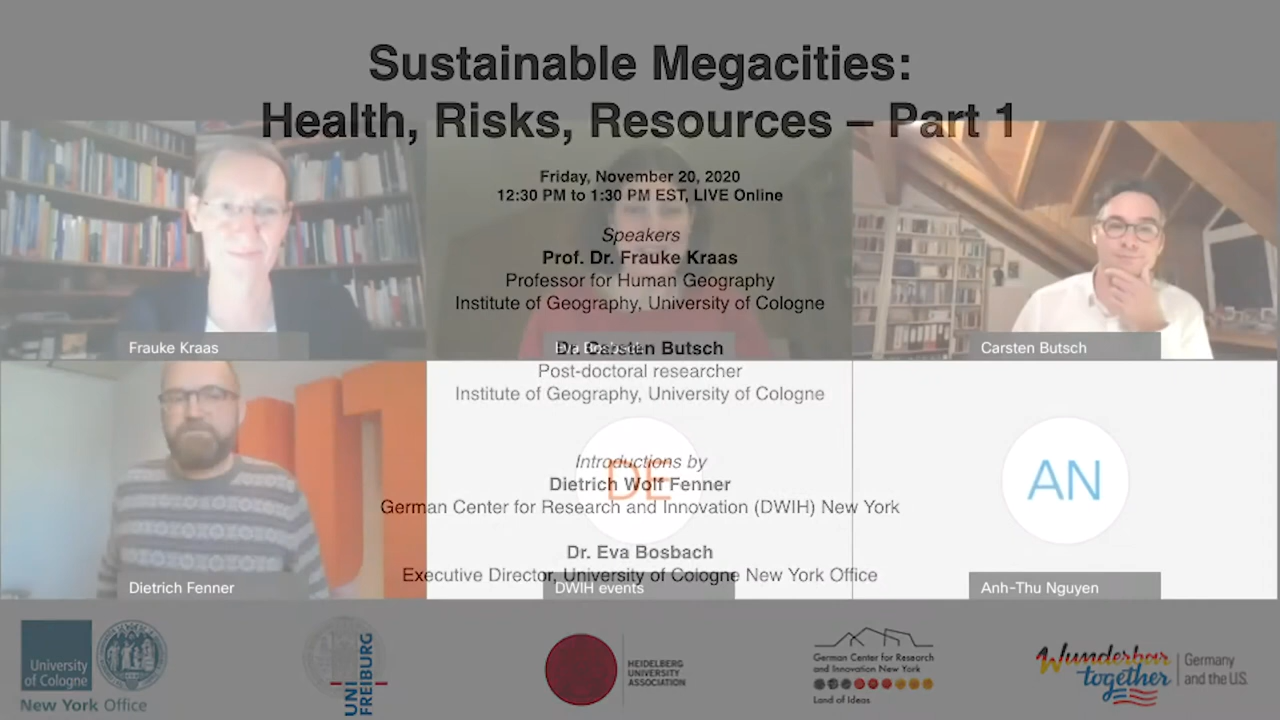 Sustainable Megacities:
Health, Risks, Resources – Part 1
Friday, November 20, 2020
12:30 PM to 1:30 PM EST, LIVE Online
Speakers
Prof. Dr. Frauke Kraas
Professor for Human Geography
Institute of Geography, University of Cologne
Frauke Kraas
Dr. Carsten Butsch
Carsten Butsch
Post-doctoral researcher
Institute of Geography, University of Cologne
DE
AN
Introductions by
Dietrich Wolf Fenner
German Center for Research and Innovation (DWIH) New York
Dr. Eva Bosbach
Executive Director, University of Cologne New York Office
Dietrich Fenner
DWIH events
Anh-Thu Nguyen
University
of Cologne
New York Office
UNI
FREIBURG
HEIDELBERG
UNIVERSITY
ASSOCIATION
German Center for Research
and Innovation New York
Land of Ideas
Wunderbar
together
Germany
and the U.S.